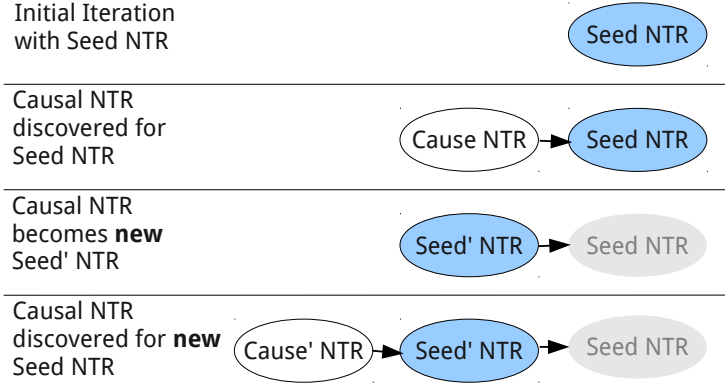 Initial Iteration
with Seed NTR
Seed NTR
Causal NTR
discovered for
Seed NTR
Cause NTR
Seed NTR
Causal NTR
becomes new
Seed' NTR
Seed' NTR
Seed NTR
Causal NTR
discovered for new
Seed NTR
Cause' NTR
Seed' NTR
Seed NTR